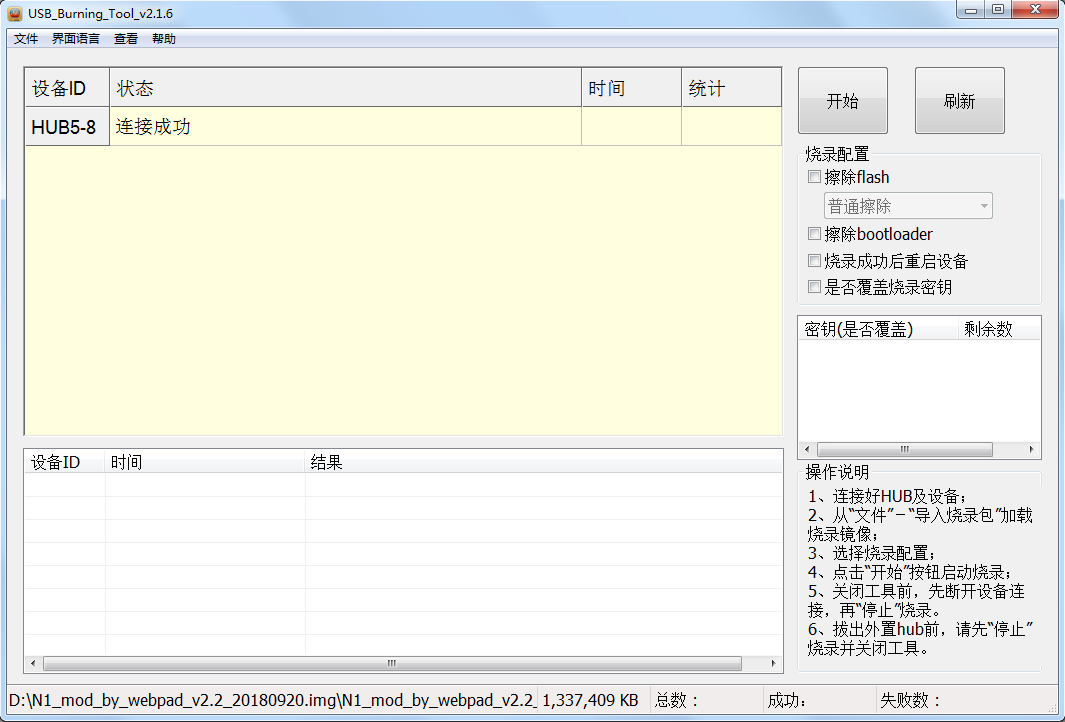 USB_Burning_Tool_v2.1.6
文件 界面语言 查看 帮助
设备ID 状态 时间 统计
HUB5-8 连接成功
开始 刷新
烧录配置
擦除flash
普通擦除
擦除bootloader
烧录成功后重启设备
是否覆盖烧录密钥
密钥(是否覆盖) 剩余数
设备ID 时间 结果
操作说明
1、连接好HUB及设备；
2、从“文件”－“导入烧录包”加载
烧录镜像；
3、选择烧录配置；
4、点击“开始”按钮启动烧录；
5、关闭工具前，先断开设备连
接，再“停止”烧录。
6、拔出外置hub前，请先“停止”
烧录并关闭工具。
D:\N1_mod_by_webpad_v2.2_20180920.img\N1_mod_by_webpad_v2.2_ 1,337,409 KB 总数： 成功： 失败数：